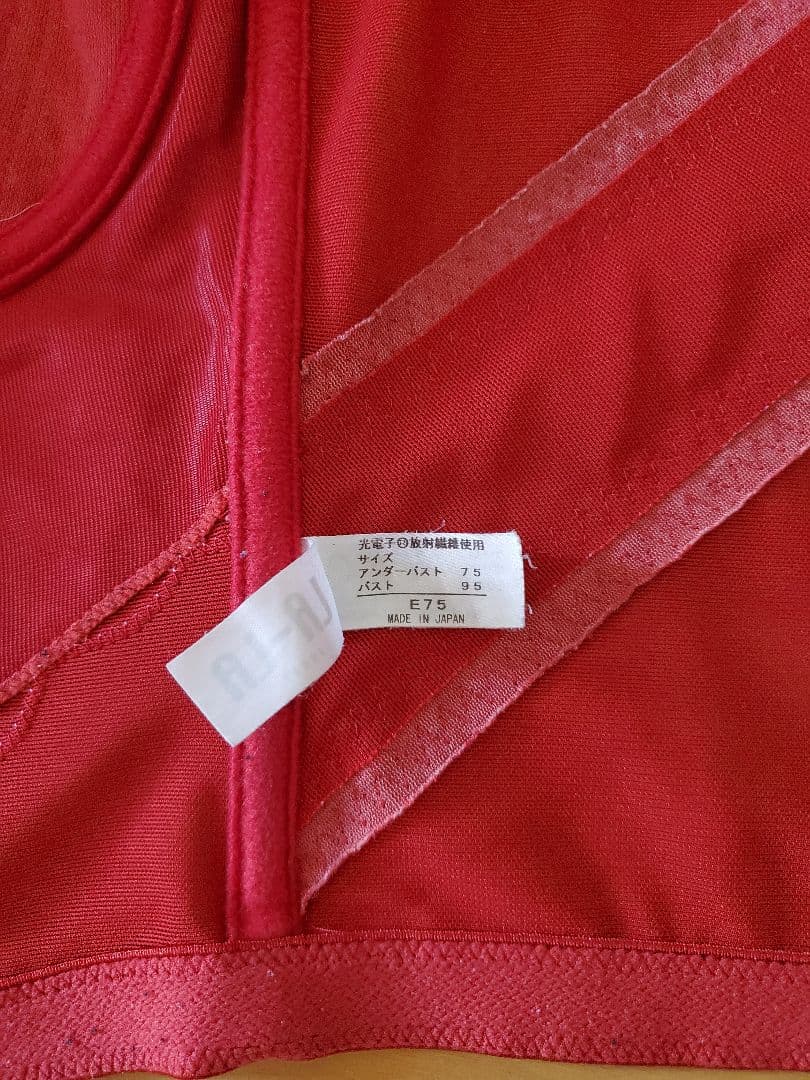 光電子®放射繊維使用
サイズ
アンダーバスト 75
バスト 95
E75
MADE IN JAPAN